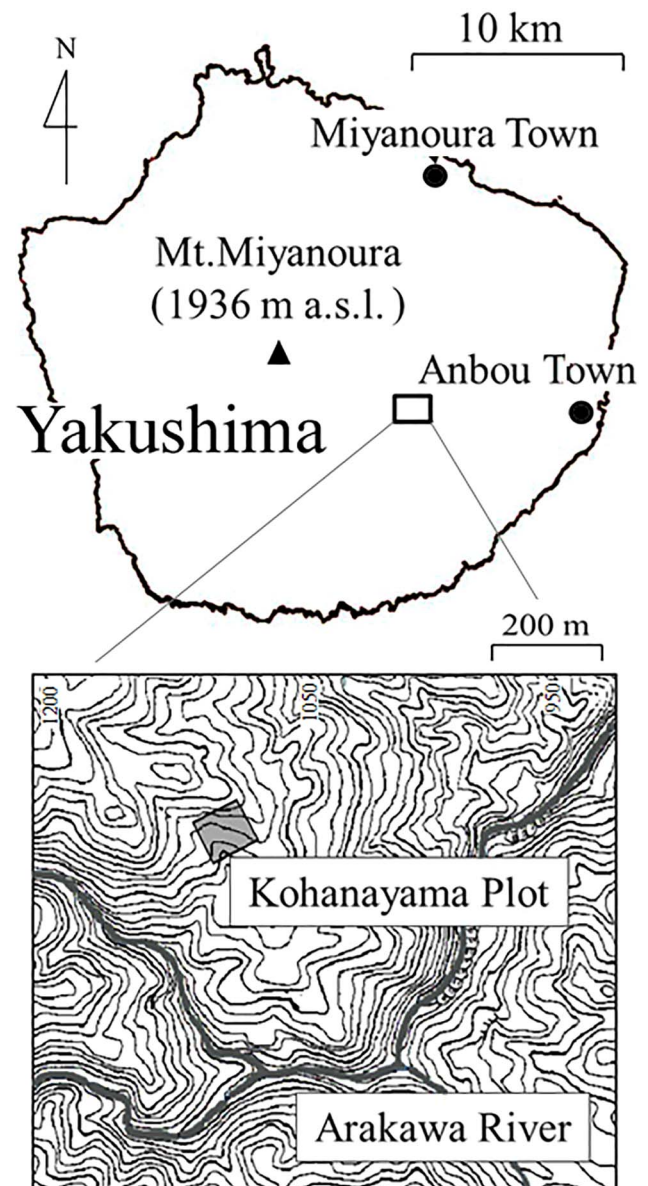 N
10 km
Miyanoura Town
Mt.Miyanoura
(1936 m a.s.l. )
Anbou Town
Yakushima
200 m
1200
1050
950
Kohanayama Plot
Arakawa River